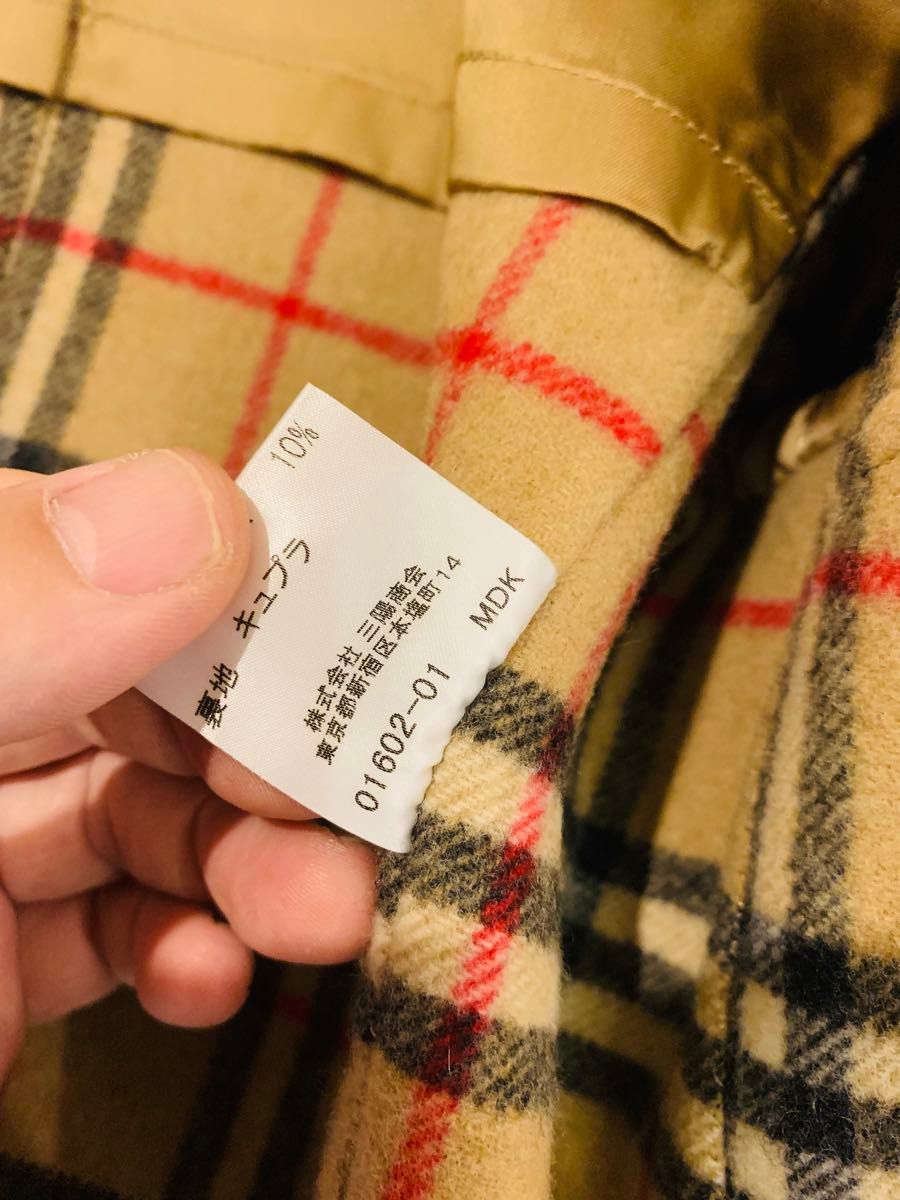 10%
裏地 キュプラ
株式会社 三陽商会
東京都新宿区本塩町14
01602-01 MDK